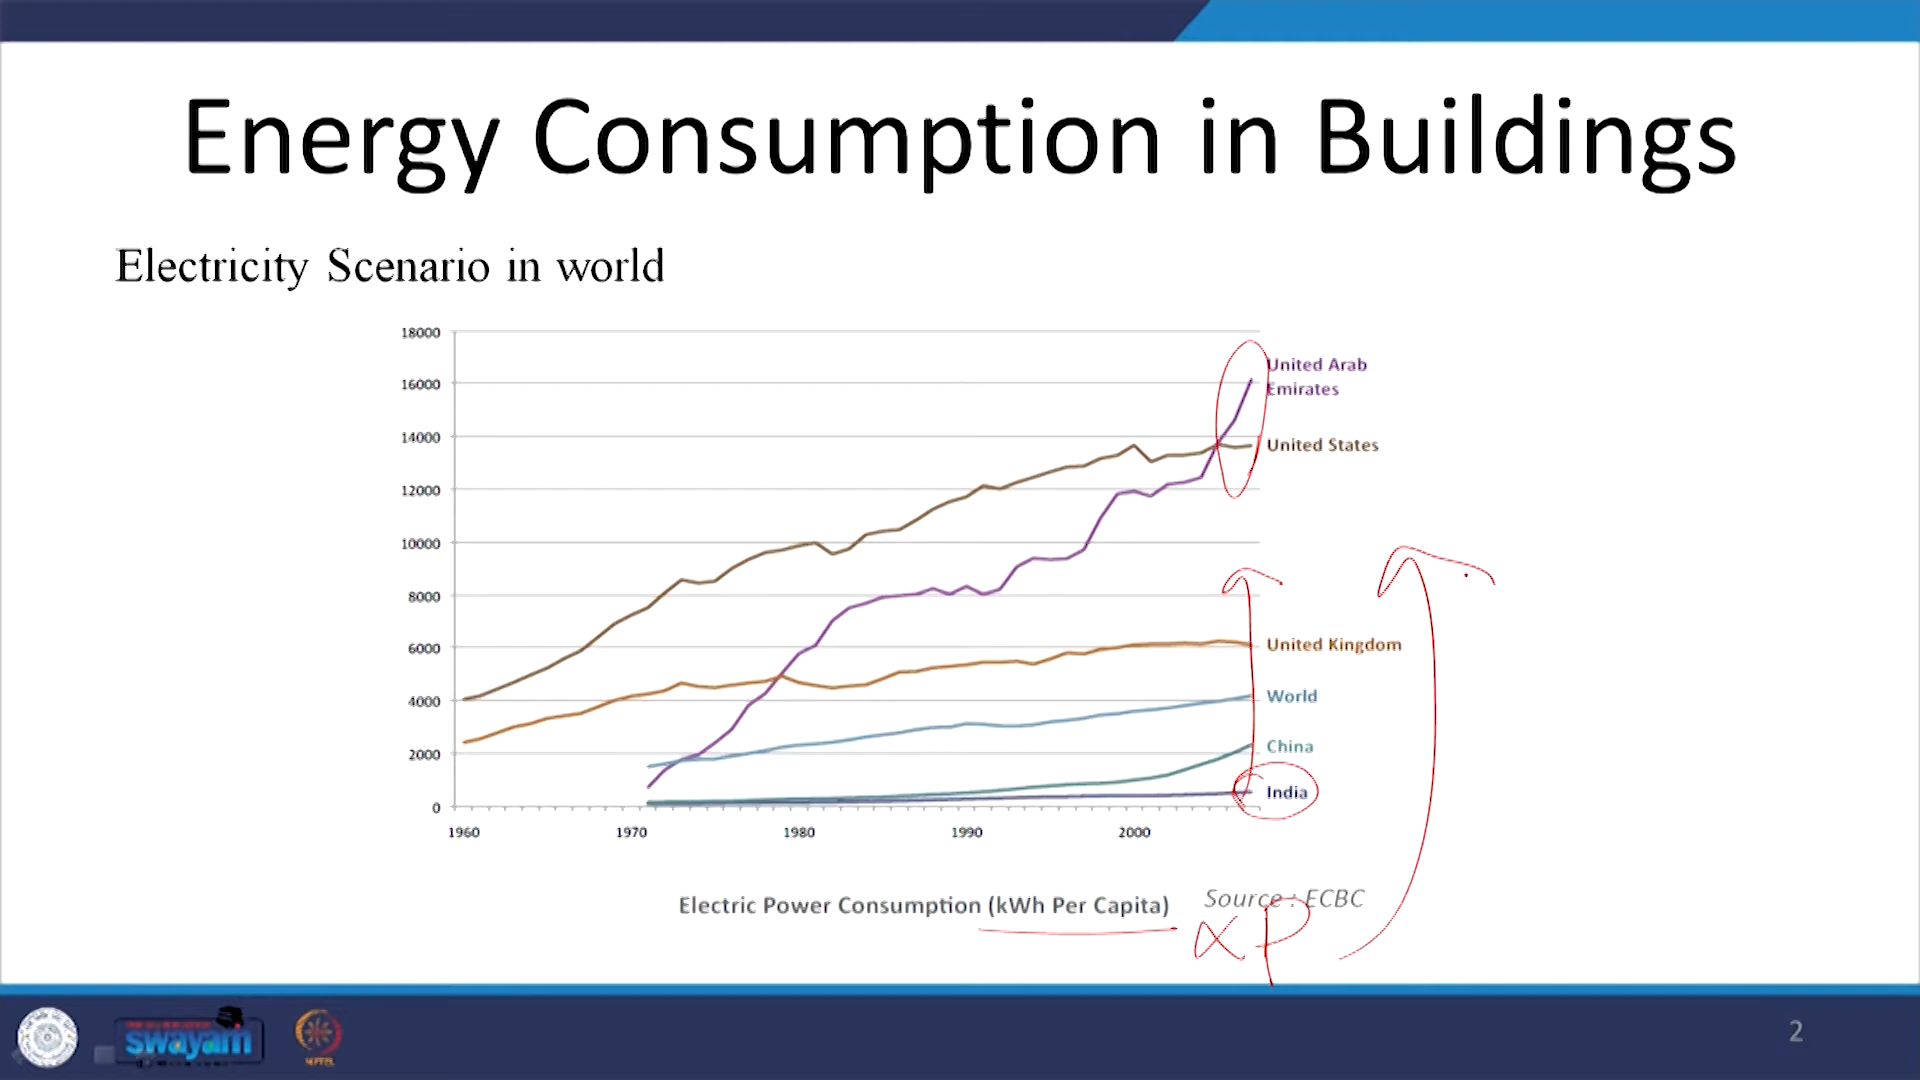 Energy Consumption in Buildings
Electricity Scenario in world
18000
16000
14000
12000
10000
8000
6000
4000
2000
0
1960
1970
1980
1990
2000
United Arab
Emirates
United States
United Kingdom
World
China
India
Electric Power Consumption (kWh Per Capita)
Source : ECBC
XP
swayam
2